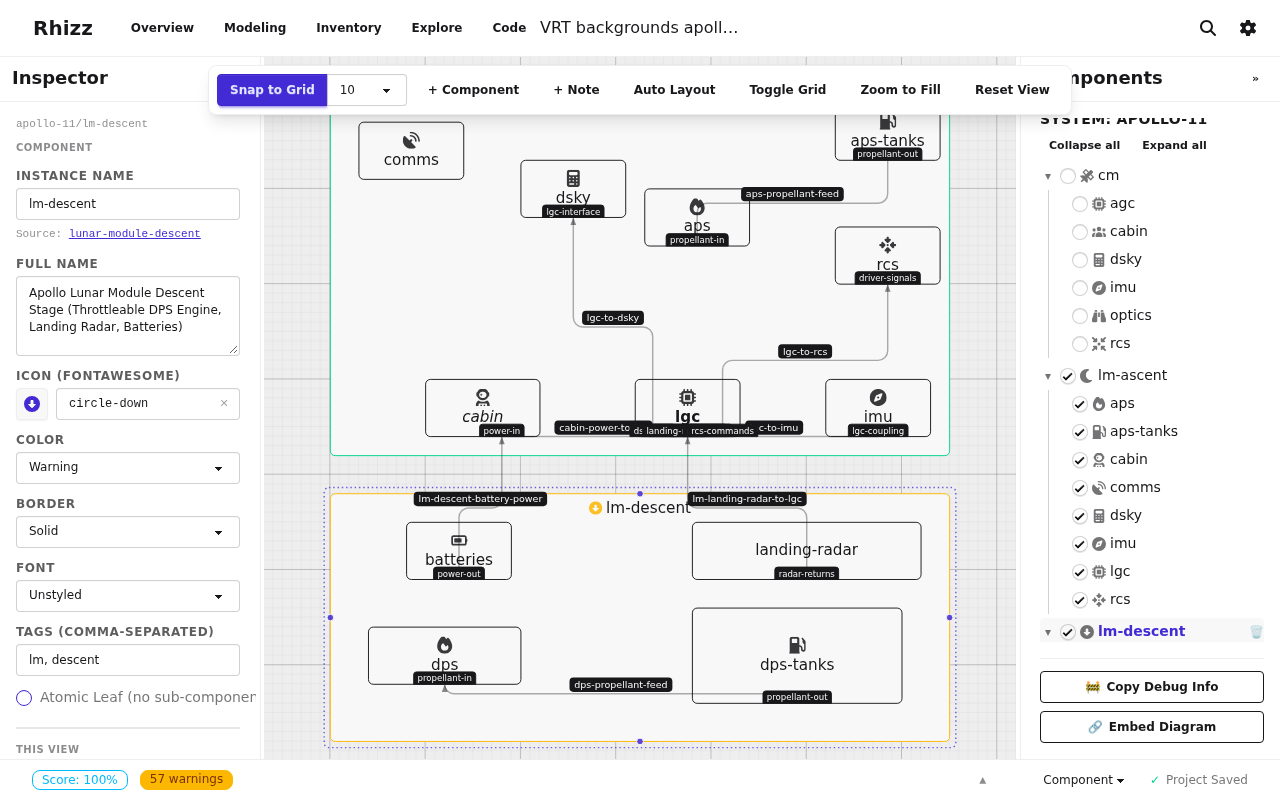 Rhizz
Overview
Modeling
Inventory
Explore
Code
VRT backgrounds apoll...
Inspector
Snap to Grid
10
+ Component
+ Note
Auto Layout
Toggle Grid
Zoom to Fill
Reset View
mponents
»
apollo-11/lm-descent
COMPONENT
INSTANCE NAME
lm-descent
Source: lunar-module-descent
FULL NAME
Apollo Lunar Module Descent
Stage (Throttleable DPS Engine,
Landing Radar, Batteries)
ICON (FONTAWESOME)
circle-down
×
COLOR
Warning
BORDER
Solid
FONT
Unstyled
TAGS (COMMA-SEPARATED)
lm, descent
Atomic Leaf (no sub-componen
THIS VIEW
comms
dsky
lgc-interface
aps-tanks
propellant-out
aps-propellant-feed
aps
propellant-in
rcs
driver-signals
lgc-to-dsky
lgc-to-rcs
cabin
power-in
cabin-power-to
lgc
ds
landing-
rcs-commands
c-to-imu
imu
lgc-coupling
lm-descent-battery-power
lm-landing-radar-to-lgc
lm-descent
batteries
power-out
landing-radar
radar-returns
dps
propellant-in
dps-propellant-feed
dps-tanks
propellant-out
SYSTEM: APOLLO-11
Collapse all
Expand all
cm
agc
cabin
dsky
imu
optics
rcs
lm-ascent
aps
aps-tanks
cabin
comms
dsky
imu
lgc
rcs
lm-descent
Copy Debug Info
Embed Diagram
Score: 100%
57 warnings
Component
✓ Project Saved